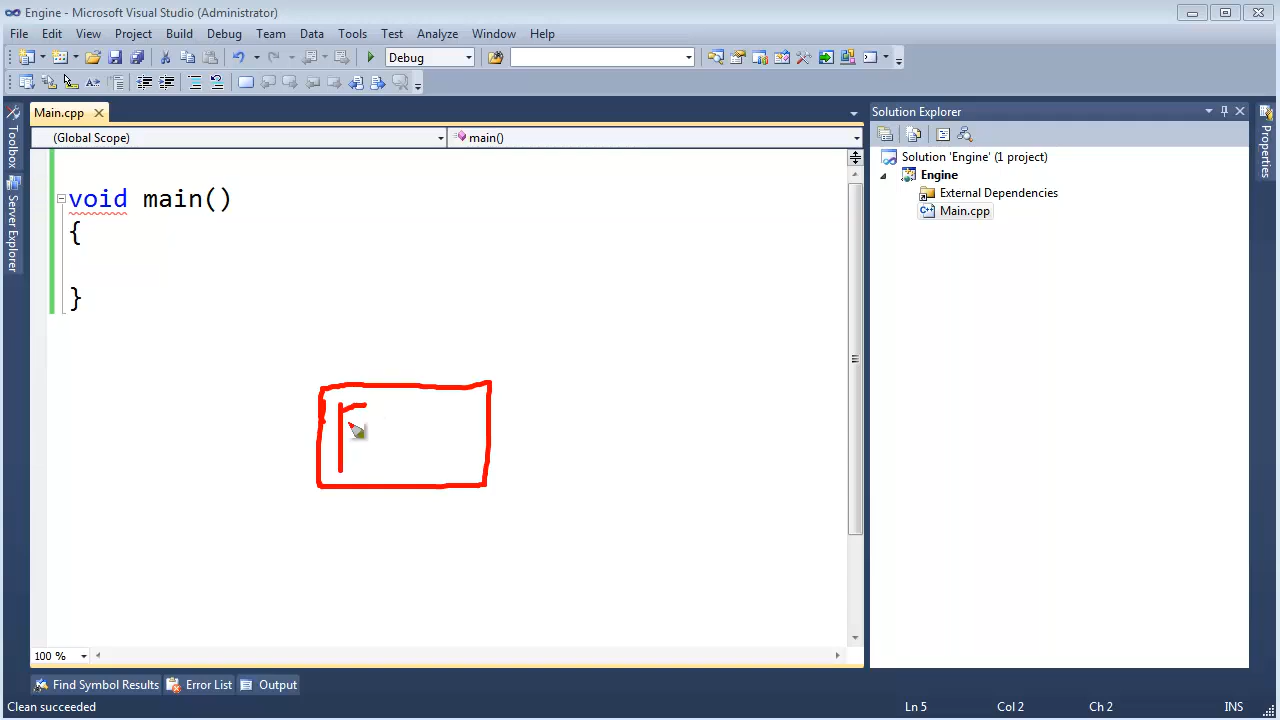 Engine - Microsoft Visual Studio (Administrator)
File Edit View Project Build Debug Team Data Tools Test Analyze Window Help
Debug
Main.cpp
Solution Explorer
(Global Scope) main()
Toolbox
Server Explorer
Properties
void main()
{
}
Solution 'Engine' (1 project)
Engine
External Dependencies
Main.cpp
100 %
Find Symbol Results Error List Output
Clean succeeded Ln 5 Col 2 Ch 2 INS